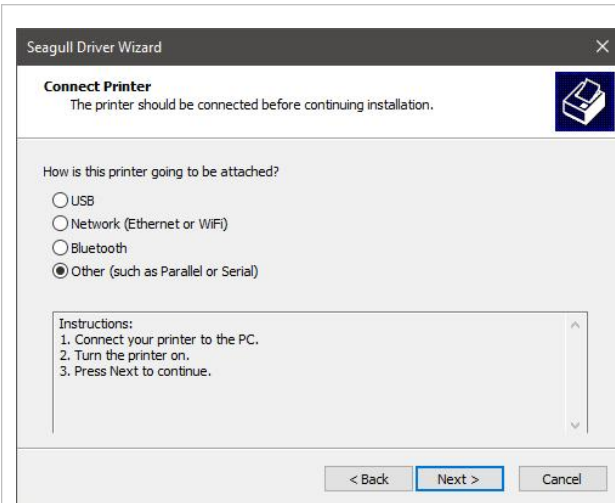 Seagull Driver Wizard
Connect Printer
The printer should be connected before continuing installation.
How is this printer going to be attached?
USB
Network (Ethernet or WiFi)
Bluetooth
Other (such as Parallel or Serial)
Instructions:
1. Connect your printer to the PC.
2. Turn the printer on.
3. Press Next to continue.
< Back Next > Cancel